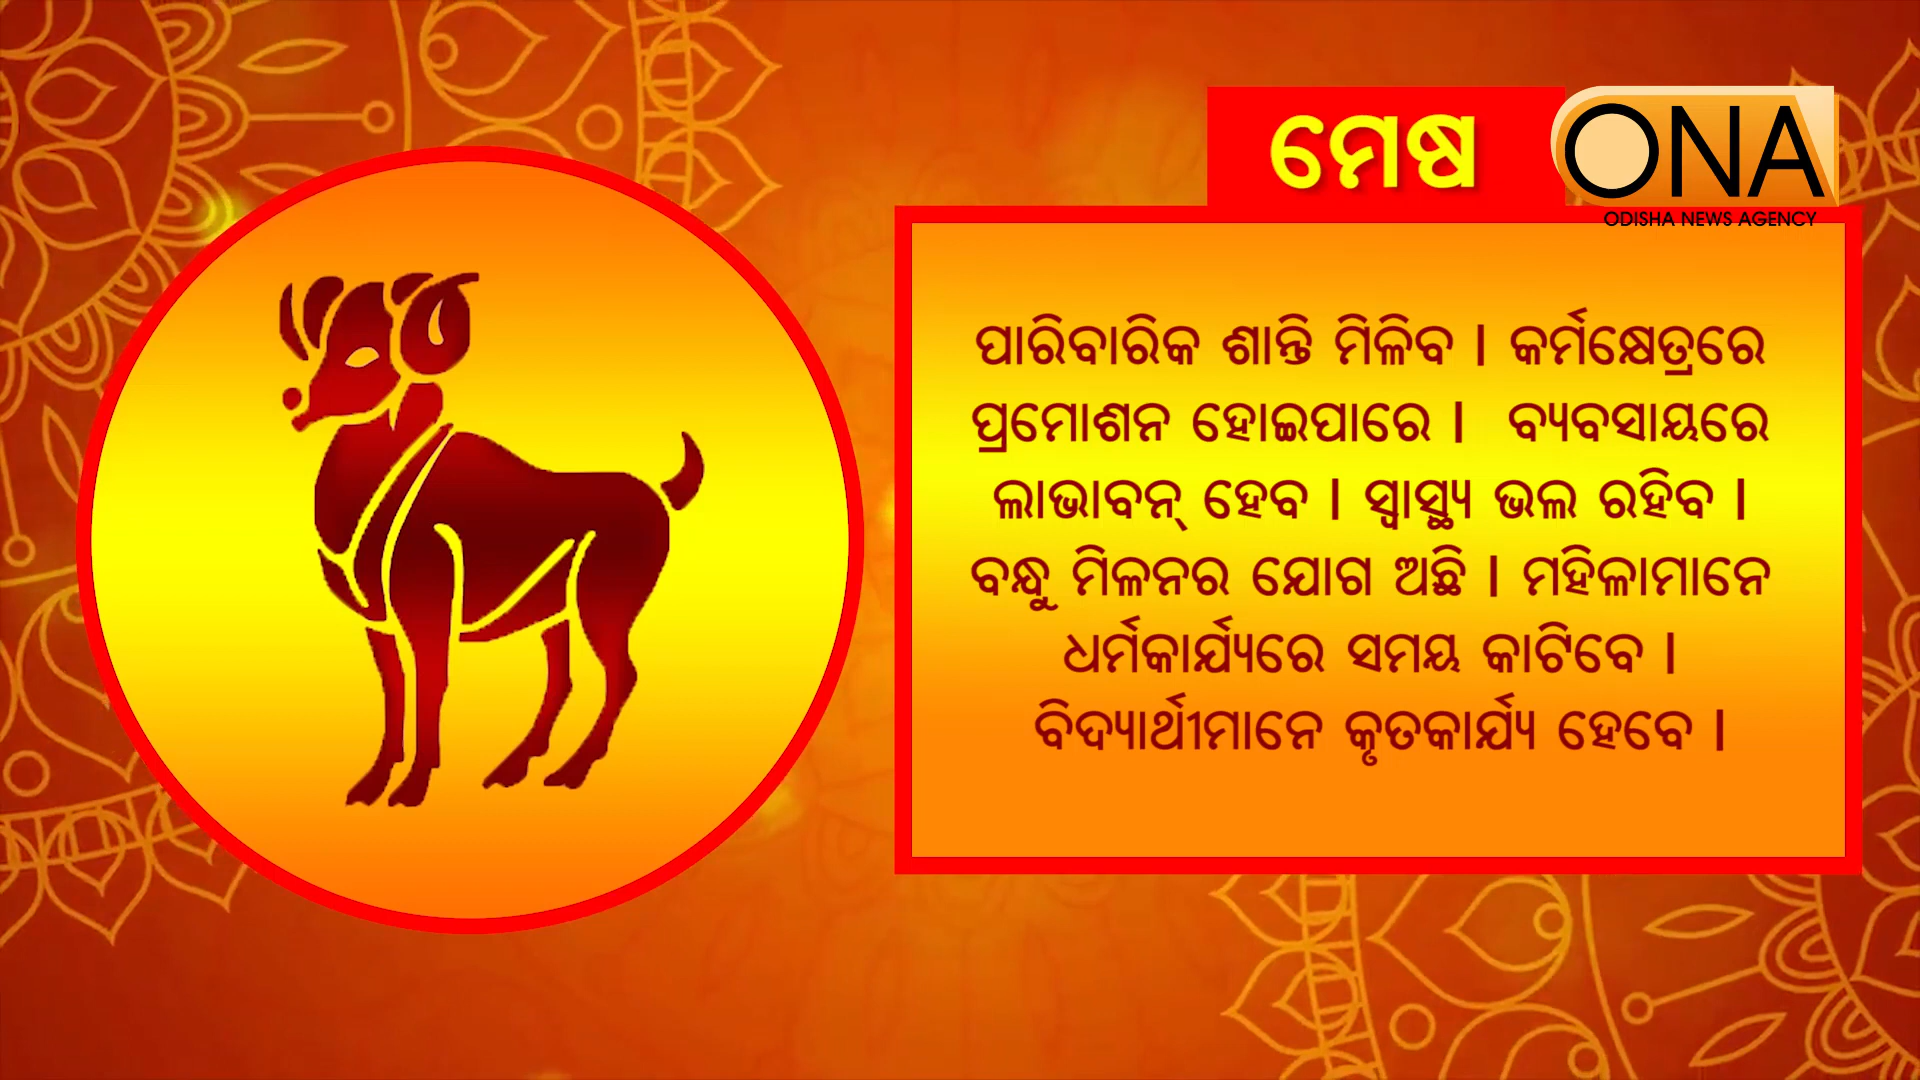 ମେଷ
ONA
ODISHA NEWS AGENCY
ପାରିବାରିକ ଶାନ୍ତି ମିଳିବ । କର୍ମକ୍ଷେତ୍ରରେ
ପ୍ରମୋଶନ ହୋଇପାରେ । ବ୍ୟବସାୟରେ
ଲାଭାବନ୍ ହେବ । ସ୍ୱାସ୍ଥ୍ୟ ଭଲ ରହିବ ।
ବନ୍ଧୁ ମିଳନର ଯୋଗ ଅଛି । ମହିଳାମାନେ
ଧର୍ମକାର୍ଯ୍ୟରେ ସମୟ କାଟିବେ ।
ବିଦ୍ୟାର୍ଥୀମାନେ କୃତକାର୍ଯ୍ୟ ହେବେ ।